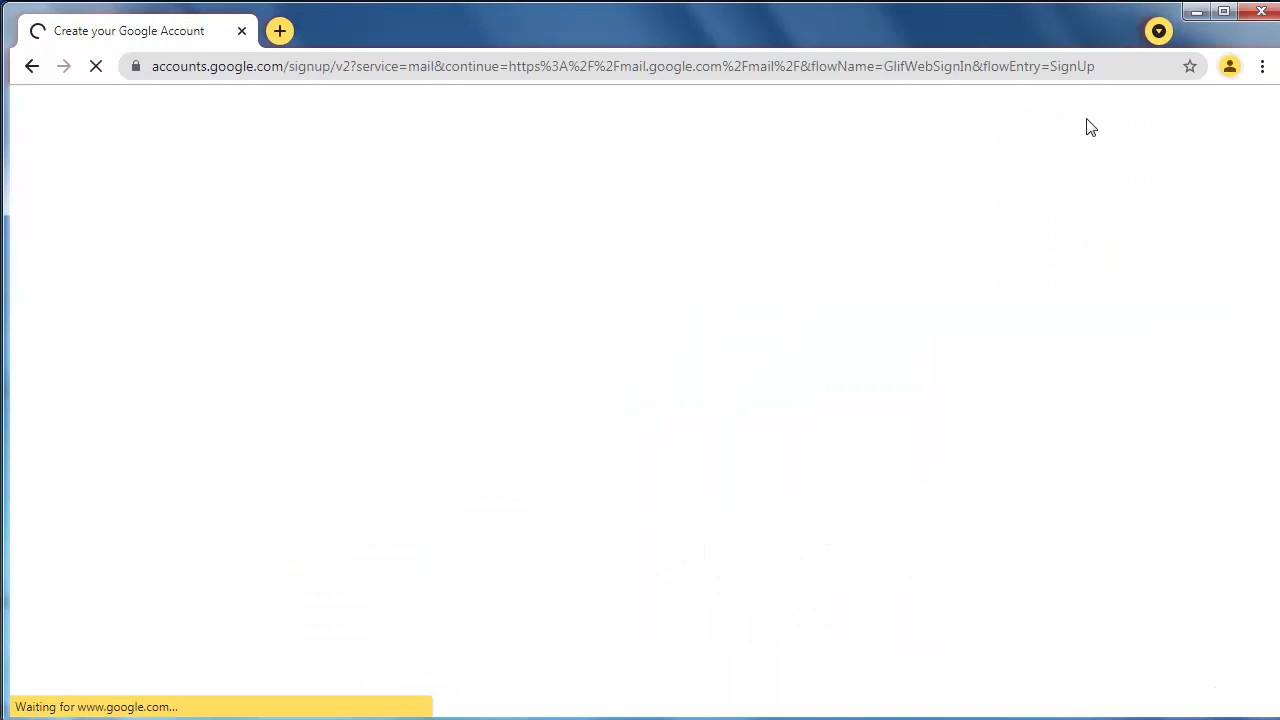 Create your Google Account
accounts.google.com/signup/v2?service=mail&continue=https%3A%2F%2Fmail.google.com%2Fmail%2F&flowName=GlifWebSignIn&flowEntry=SignUp
Waiting for www.google.com...